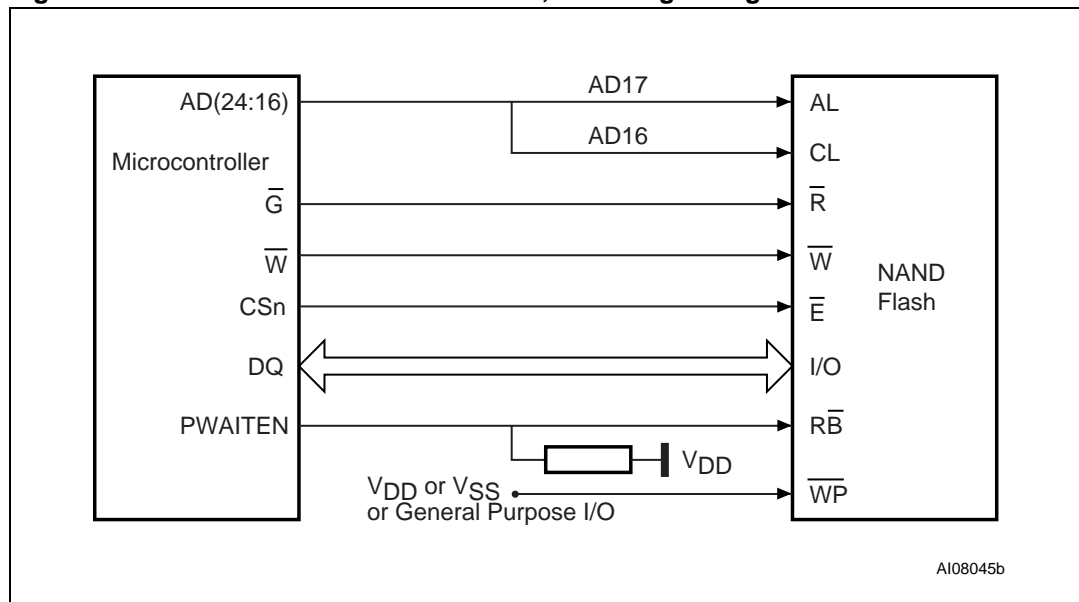 AD(24:16)
AD17
AL
AD16
CL
Microcontroller
G̅
R̅
W̅
W̅
NAND
Flash
CSn
E̅
DQ
I/O
PWAITEN
RB̅
VDD
VDD or VSS
or General Purpose I/O
W̅P̅
AI08045b